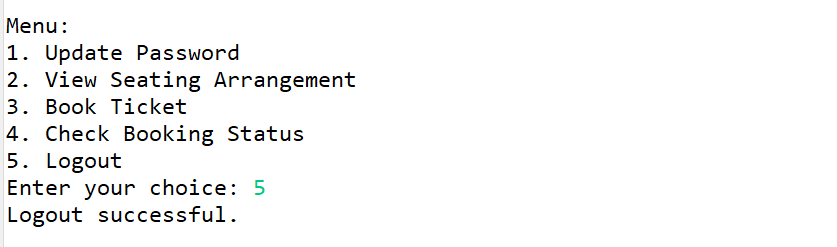 Menu:
1. Update Password
2. View Seating Arrangement
3. Book Ticket
4. Check Booking Status
5. Logout
Enter your choice: 5
Logout successful.